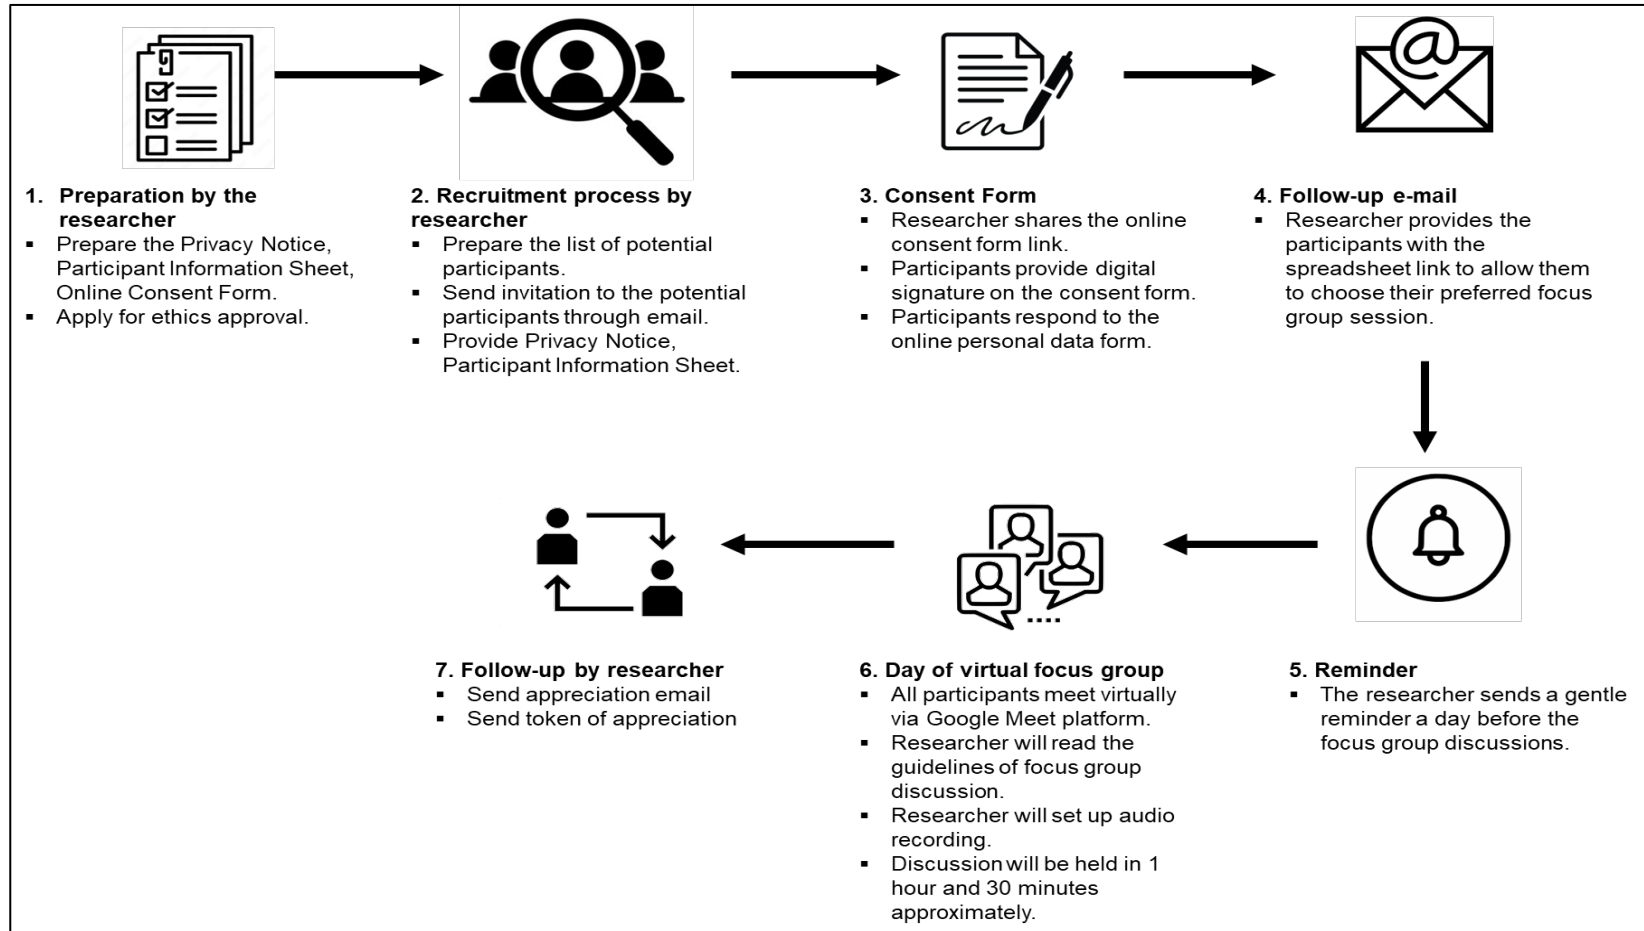 1. Preparation by the
researcher
▪ Prepare the Privacy Notice,
Participant Information Sheet,
Online Consent Form.
▪ Apply for ethics approval.
2. Recruitment process by
researcher
▪ Prepare the list of potential
participants.
▪ Send invitation to the potential
participants through email.
▪ Provide Privacy Notice,
Participant Information Sheet.
3. Consent Form
▪ Researcher shares the online
consent form link.
▪ Participants provide digital
signature on the consent form.
▪ Participants respond to the
online personal data form.
4. Follow-up e-mail
▪ Researcher provides the
participants with the
spreadsheet link to allow them
to choose their preferred focus
group session.
5. Reminder
▪ The researcher sends a gentle
reminder a day before the
focus group discussions.
6. Day of virtual focus group
▪ All participants meet virtually
via Google Meet platform.
▪ Researcher will read the
guidelines of focus group
discussion.
▪ Researcher will set up audio
recording.
▪ Discussion will be held in 1
hour and 30 minutes
approximately.
7. Follow-up by researcher
▪ Send appreciation email
▪ Send token of appreciation